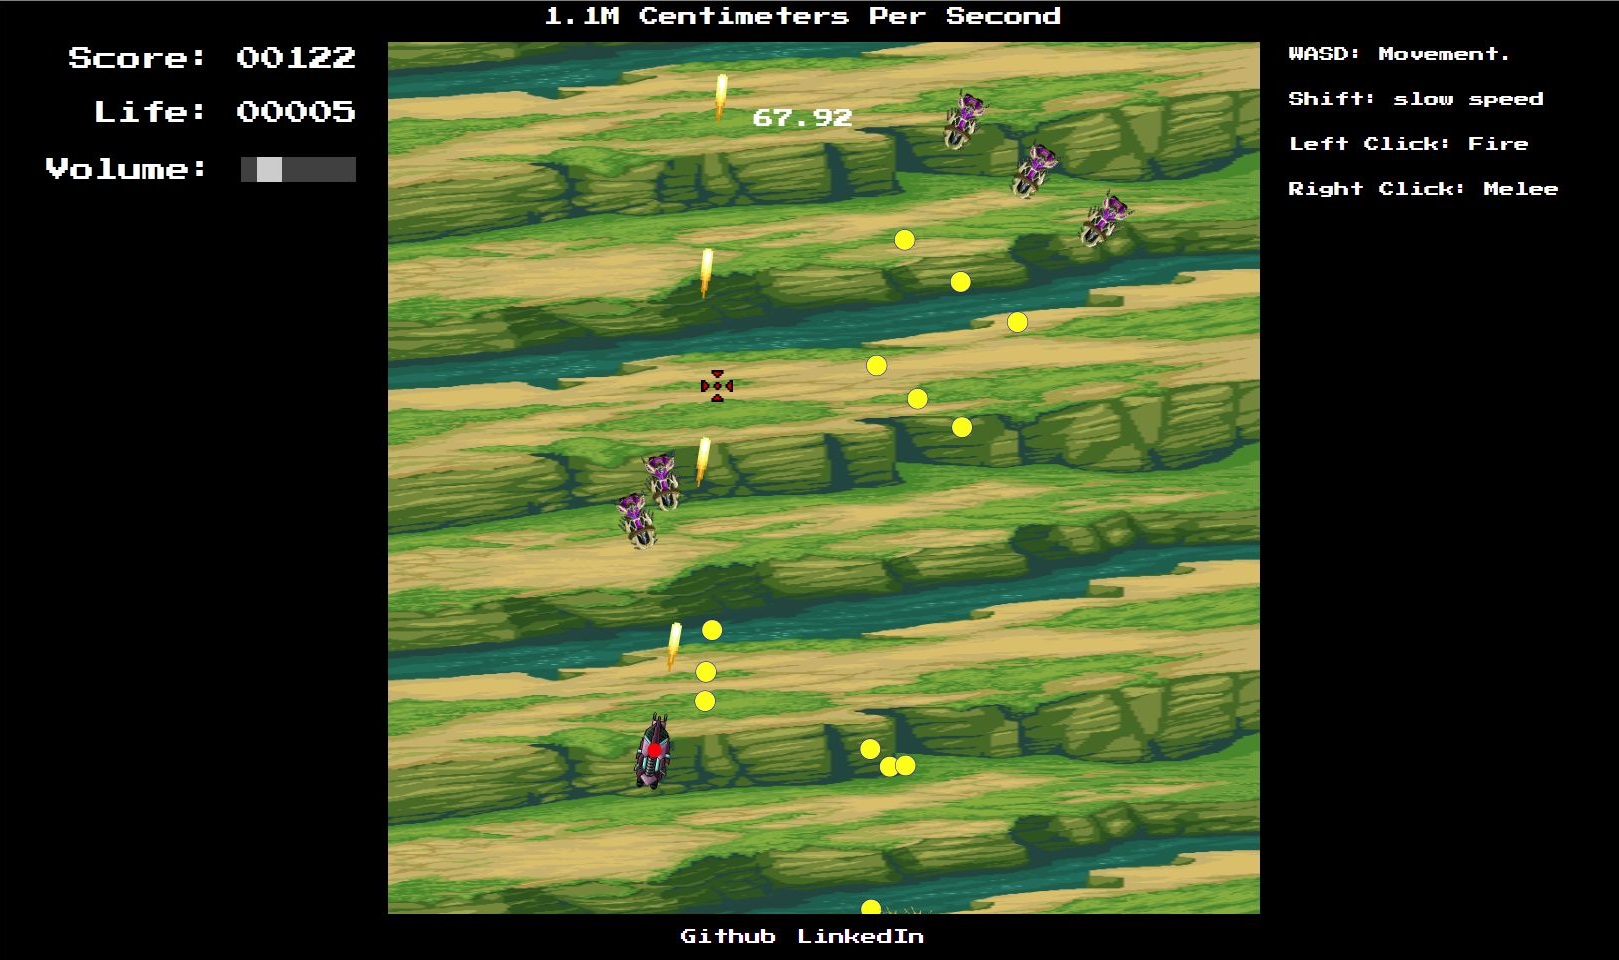 1.1M Centimeters Per Second
Score: 00122
Life: 00005
Volume:
67.92
WASD: Movement.
Shift: slow speed
Left Click: Fire
Right Click: Melee
Github LinkedIn